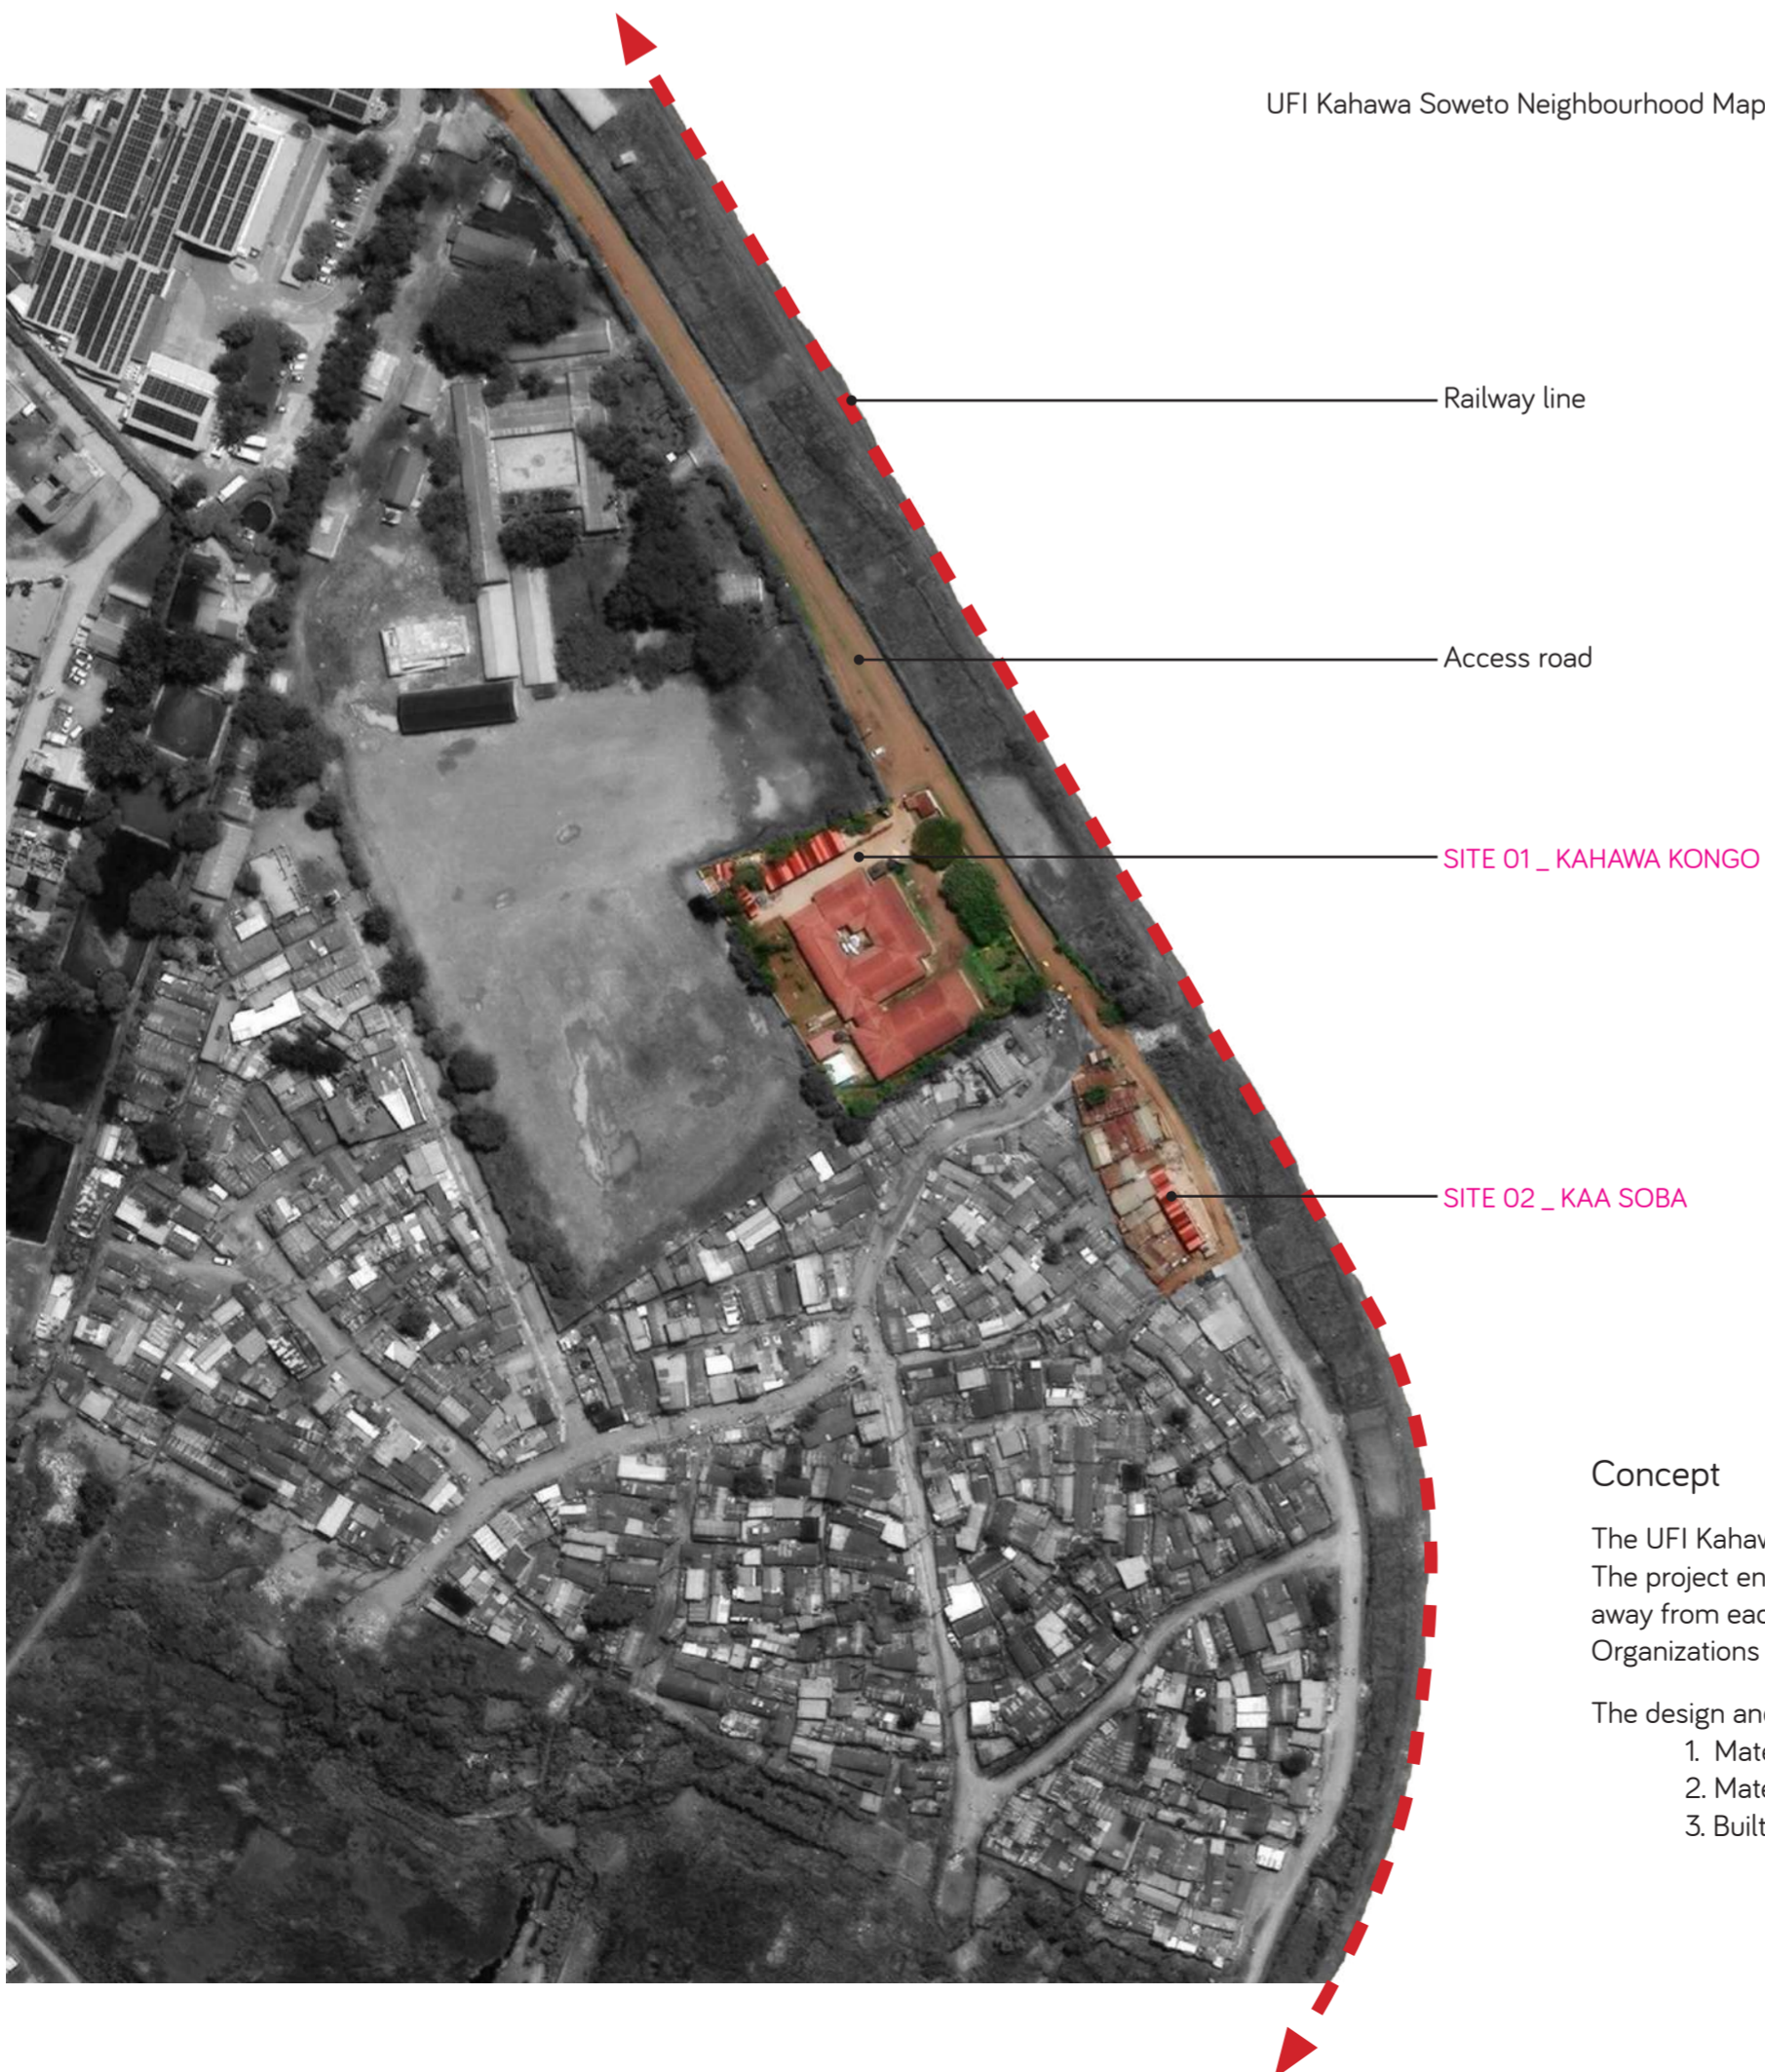 UFI Kahawa Soweto Neighbourhood Map
Railway line
Access road
SITE 01 _ KAHAWA KONGO
SITE 02 _ KAA SOBA
Concept
The UFI
The project
away from
Organizations
The design
1.
2.
3. Built